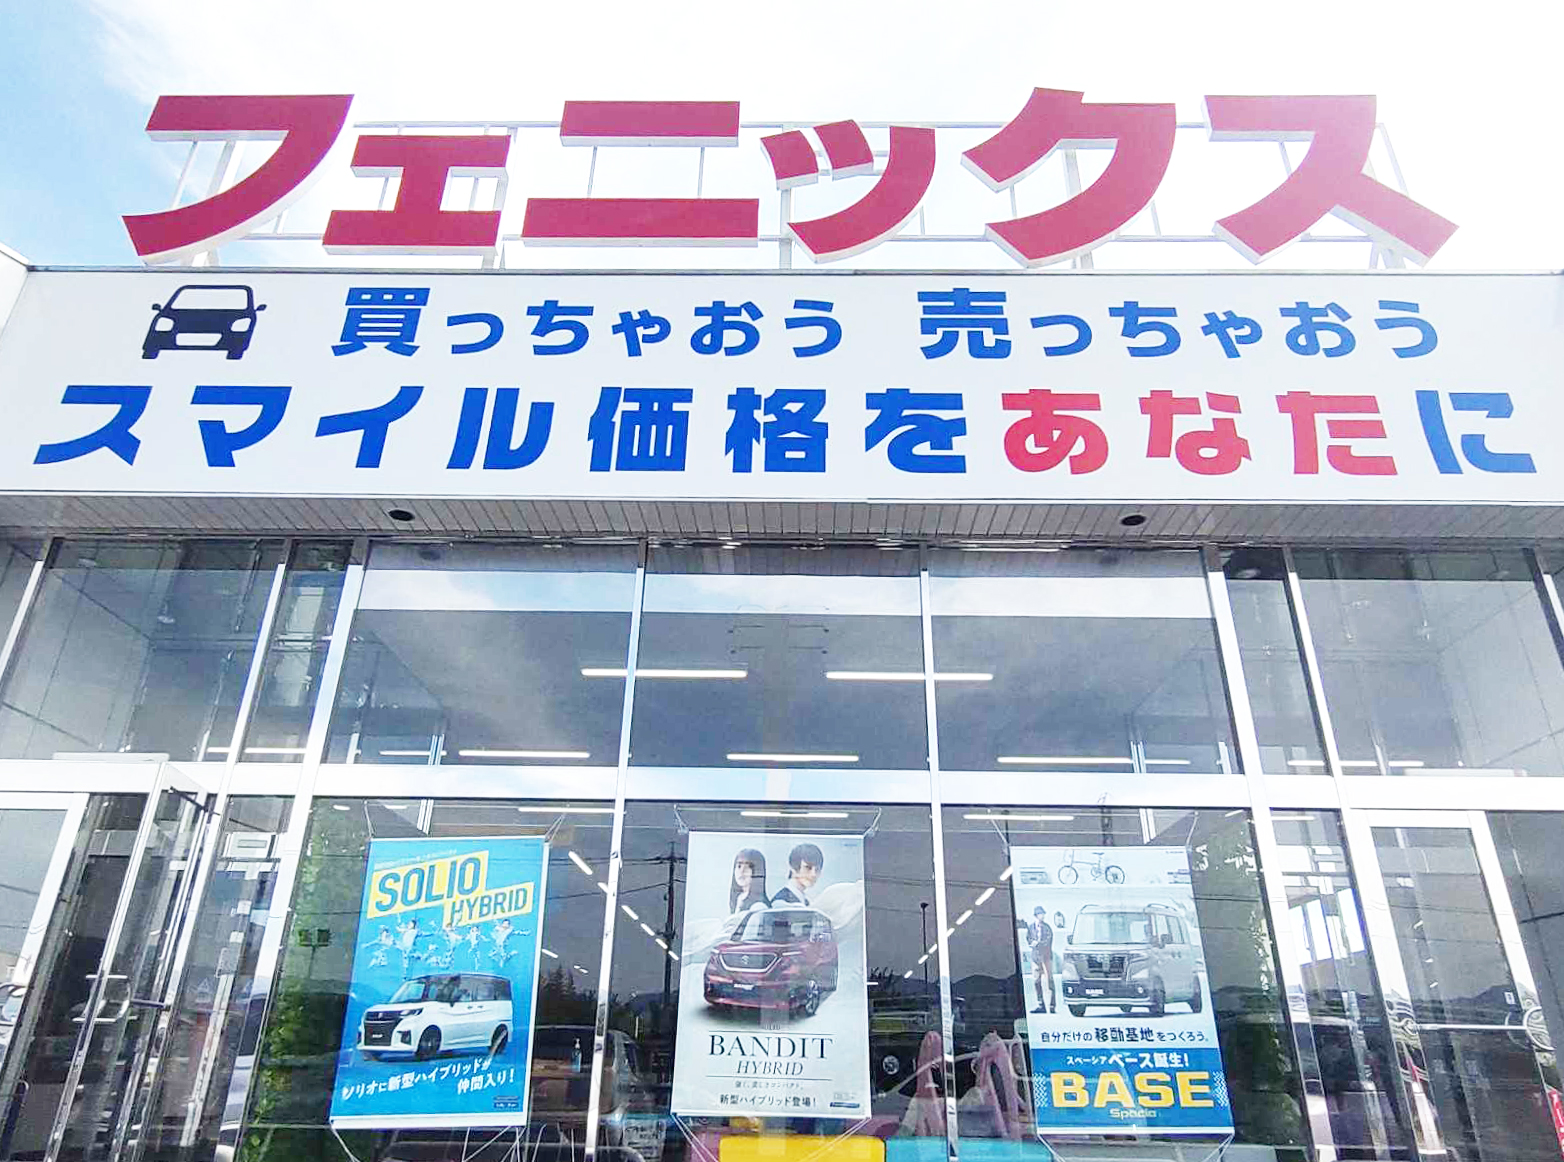 フェニックス
買っちゃおう 売っちゃおう
スマイル価格をあなたに
SOLIO
HYBRID
ソリオに新型ハイブリッドが
仲間入り!
BANDIT
HYBRID
新型ハイブリッド登場!
自分だけの移動基地をつくろう。
スペーシア ベース誕生!
BASE
Spacia